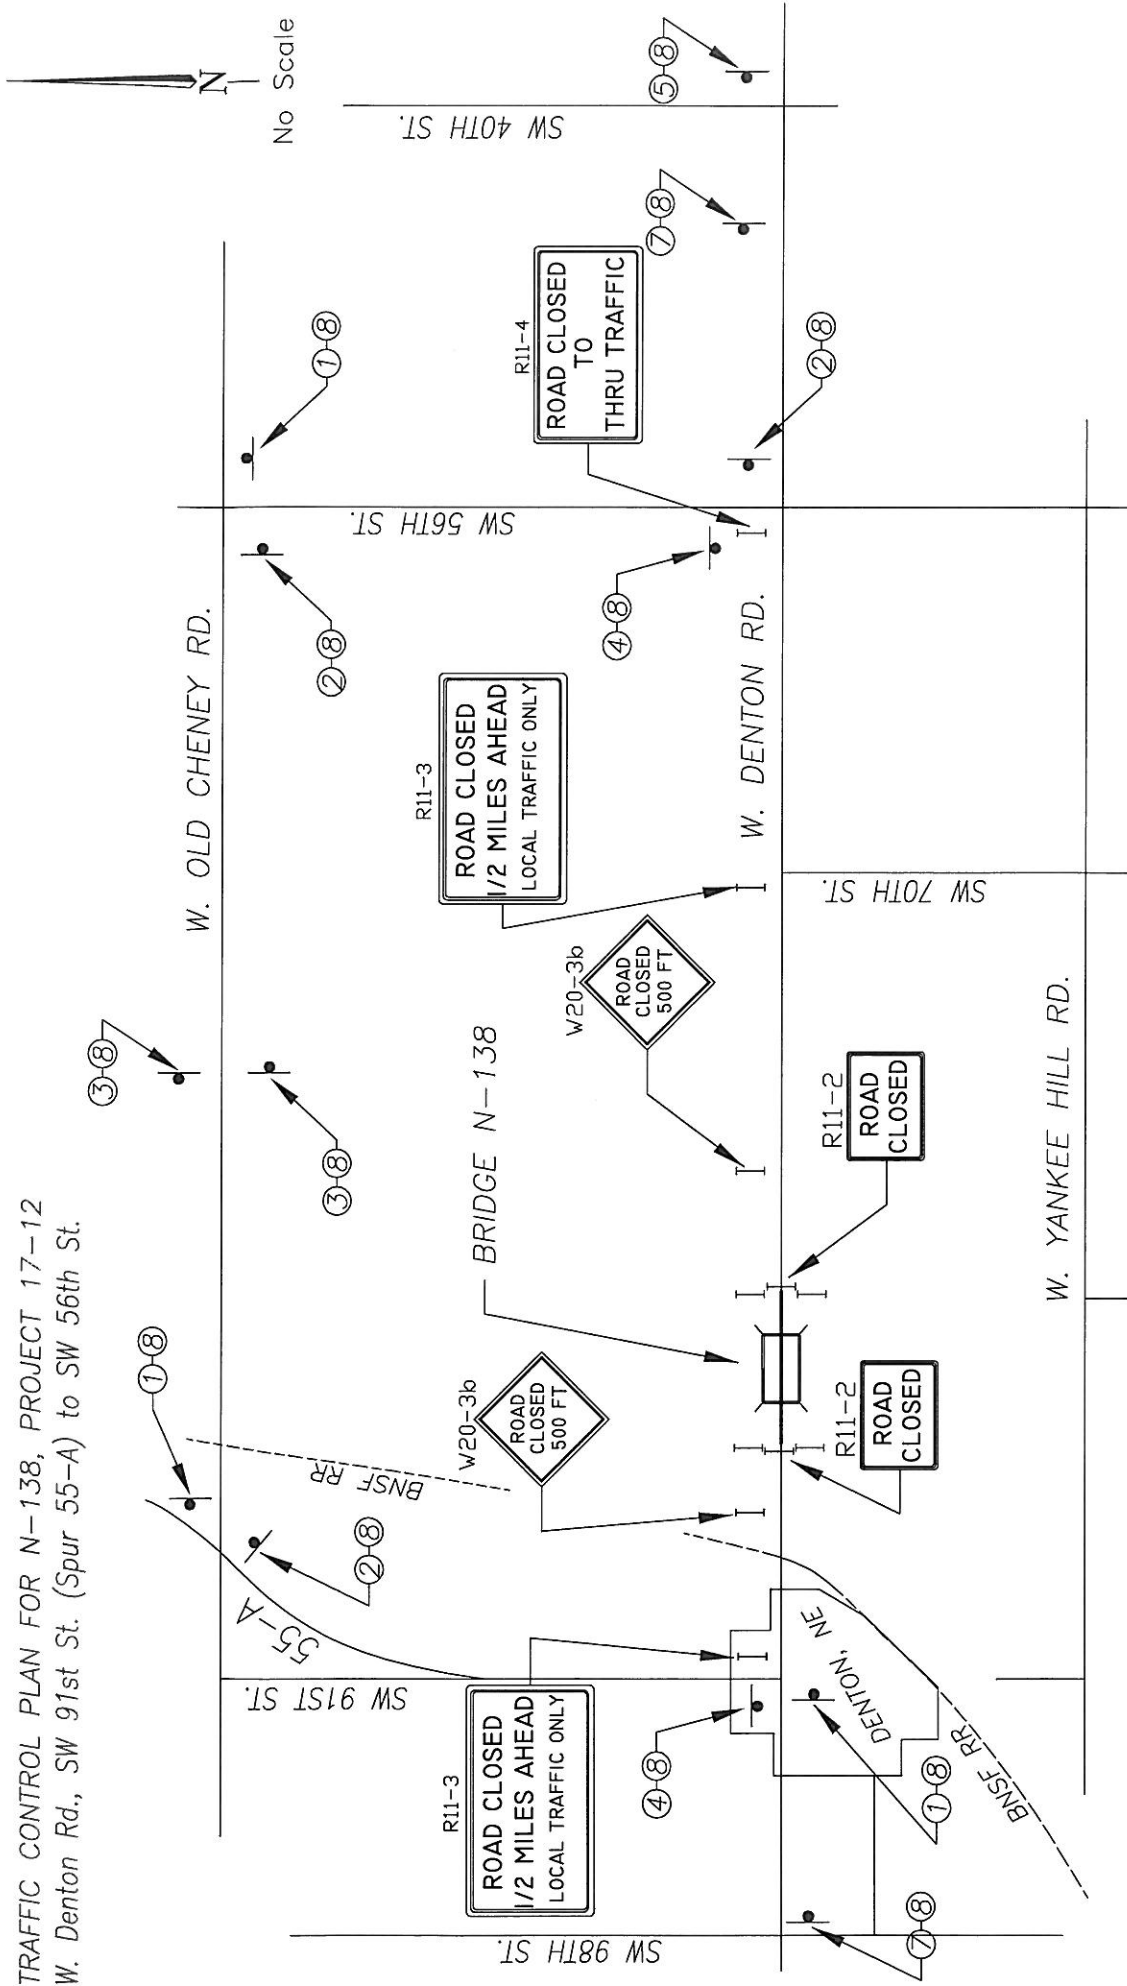 TRAFFIC CONTROL PLAN FOR N-138, PROJECT 17-12
W. Denton Rd., SW 91st St. (Spur 55-A) to SW 56th St.
N
No Scale
1 8
3 8
3 8
2 8
1 8
2 8
W. OLD CHENEY RD.
55-A
BNSF RR
SW 91ST ST.
SW 98TH ST.
SW 56TH ST.
SW 40TH ST.
R11-3
ROAD CLOSED
1/2 MILES AHEAD
LOCAL TRAFFIC ONLY
W20-3b
ROAD
CLOSED
500 FT
BRIDGE N-138
W20-3b
ROAD
CLOSED
500 FT
R11-3
ROAD CLOSED
1/2 MILES AHEAD
LOCAL TRAFFIC ONLY
R11-4
ROAD CLOSED
TO
THRU TRAFFIC
4 8
4 8
7 8
5 8
2 8
W. DENTON RD.
7 8
1 8
DENTON, NE
BNSF RR
R11-2
ROAD
CLOSED
R11-2
ROAD
CLOSED
SW 70TH ST.
W. YANKEE HILL RD.